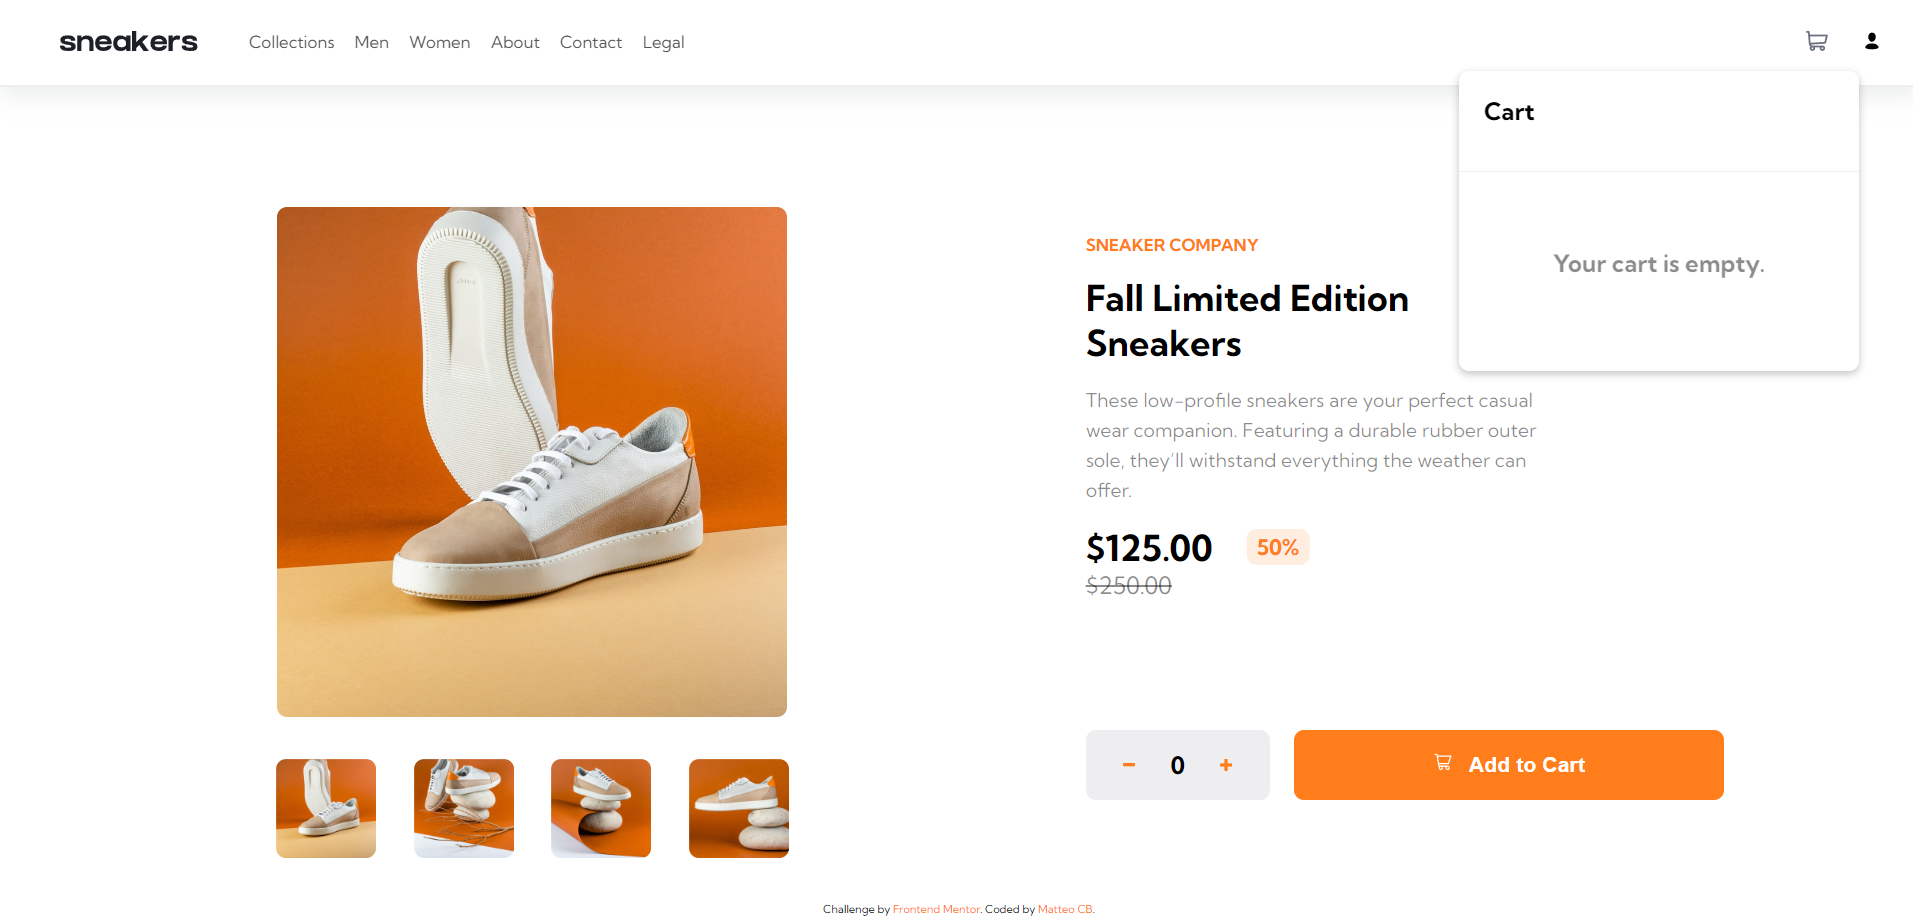 sneakers
Collections Men Women About Contact Legal
Cart
Your cart is empty.
SNEAKER COMPANY
Fall Limited Edition
Sneakers
These low-profile sneakers are your perfect casual
wear companion. Featuring a durable rubber outer
sole, they'll withstand everything the weather can
offer.
$125.00 50%
$250.00
0
Add to Cart
Challenge by Frontend Mentor. Coded by Matteo CB.